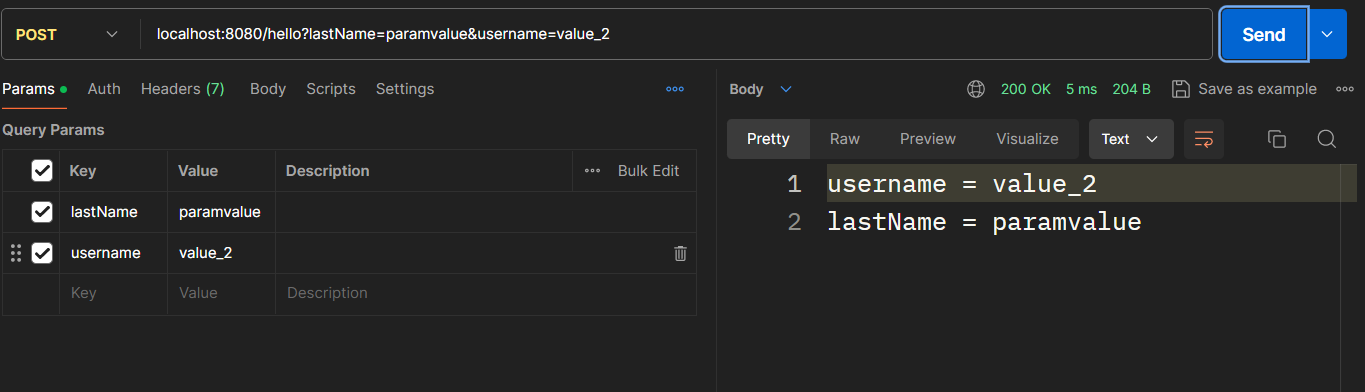 POST localhost:8080/hello?lastName=paramvalue&username=value_2 Send
Params Auth Headers (7) Body Scripts Settings
Query Params
Key Value Description Bulk Edit
lastName paramvalue
username value_2
Key Value Description
Body 200 OK 5 ms 204 B Save as example
Pretty Raw Preview Visualize Text
1 username = value_2
2 lastName = paramvalue